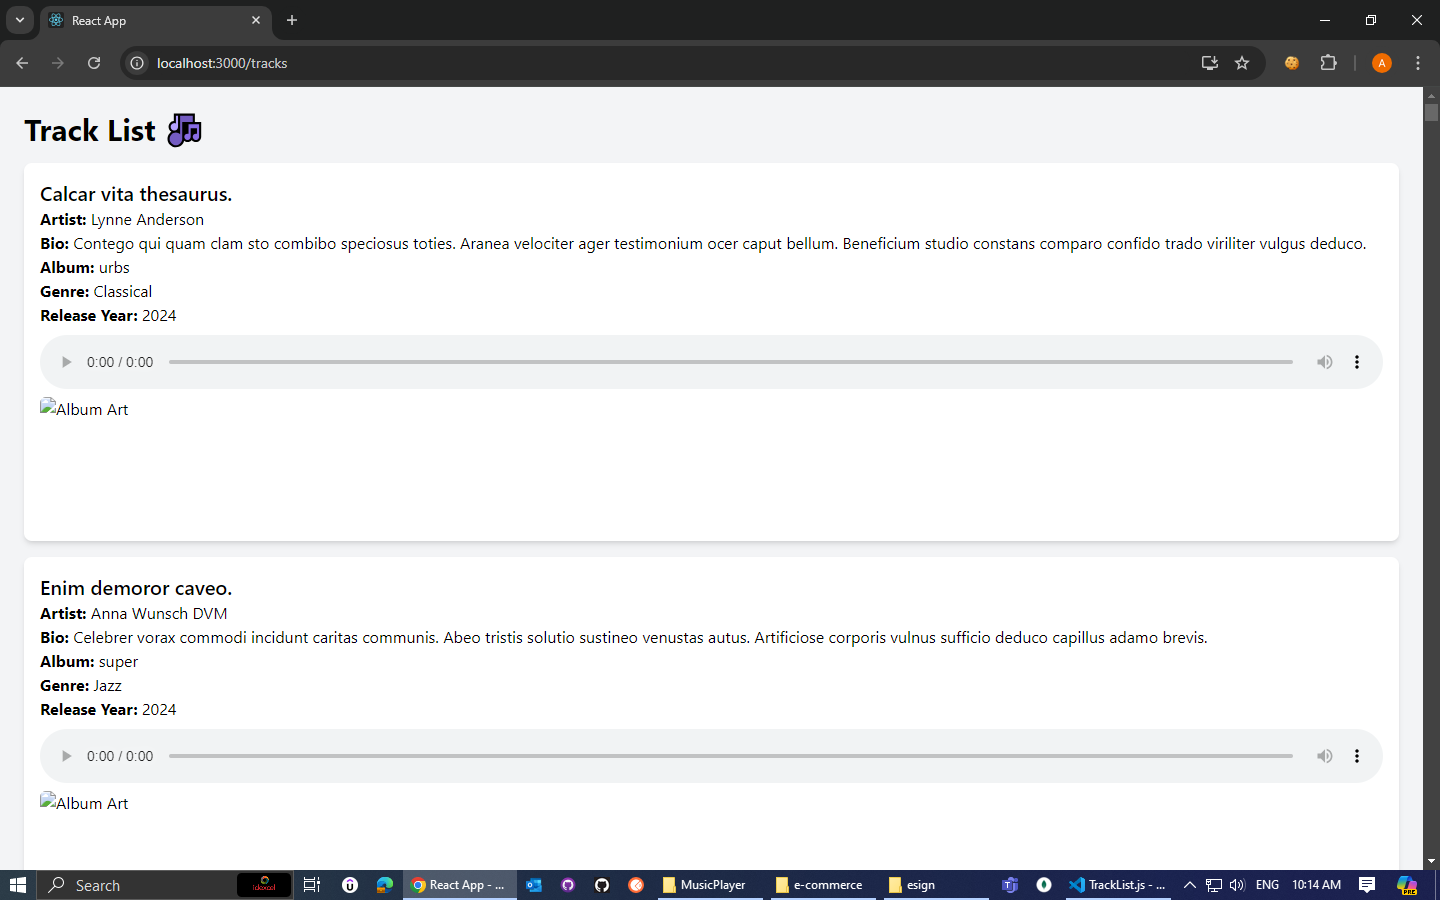 React App
localhost:3000/tracks
A
Track List
Calcar vita thesaurus.
Artist: Lynne Anderson
Bio: Contego qui quam clam sto combibo speciosus toties. Aranea velociter ager testimonium ocer caput bellum. Beneficium studio constans comparo confido trado viriliter vulgus deduco.
Album: urbs
Genre: Classical
Release Year: 2024
0:00 / 0:00
Album Art
Enim demoror caveo.
Artist: Anna Wunsch DVM
Bio: Celebrer vorax commodi incidunt caritas communis. Abeo tristis solutio sustineo venustas autus. Artificiose corporis vulnus sufficio deduco capillus adamo brevis.
Album: super
Genre: Jazz
Release Year: 2024
0:00 / 0:00
Album Art
Search React App - ... MusicPlayer e-commerce esign TrackList.js - ... ENG 10:14 AM PRE